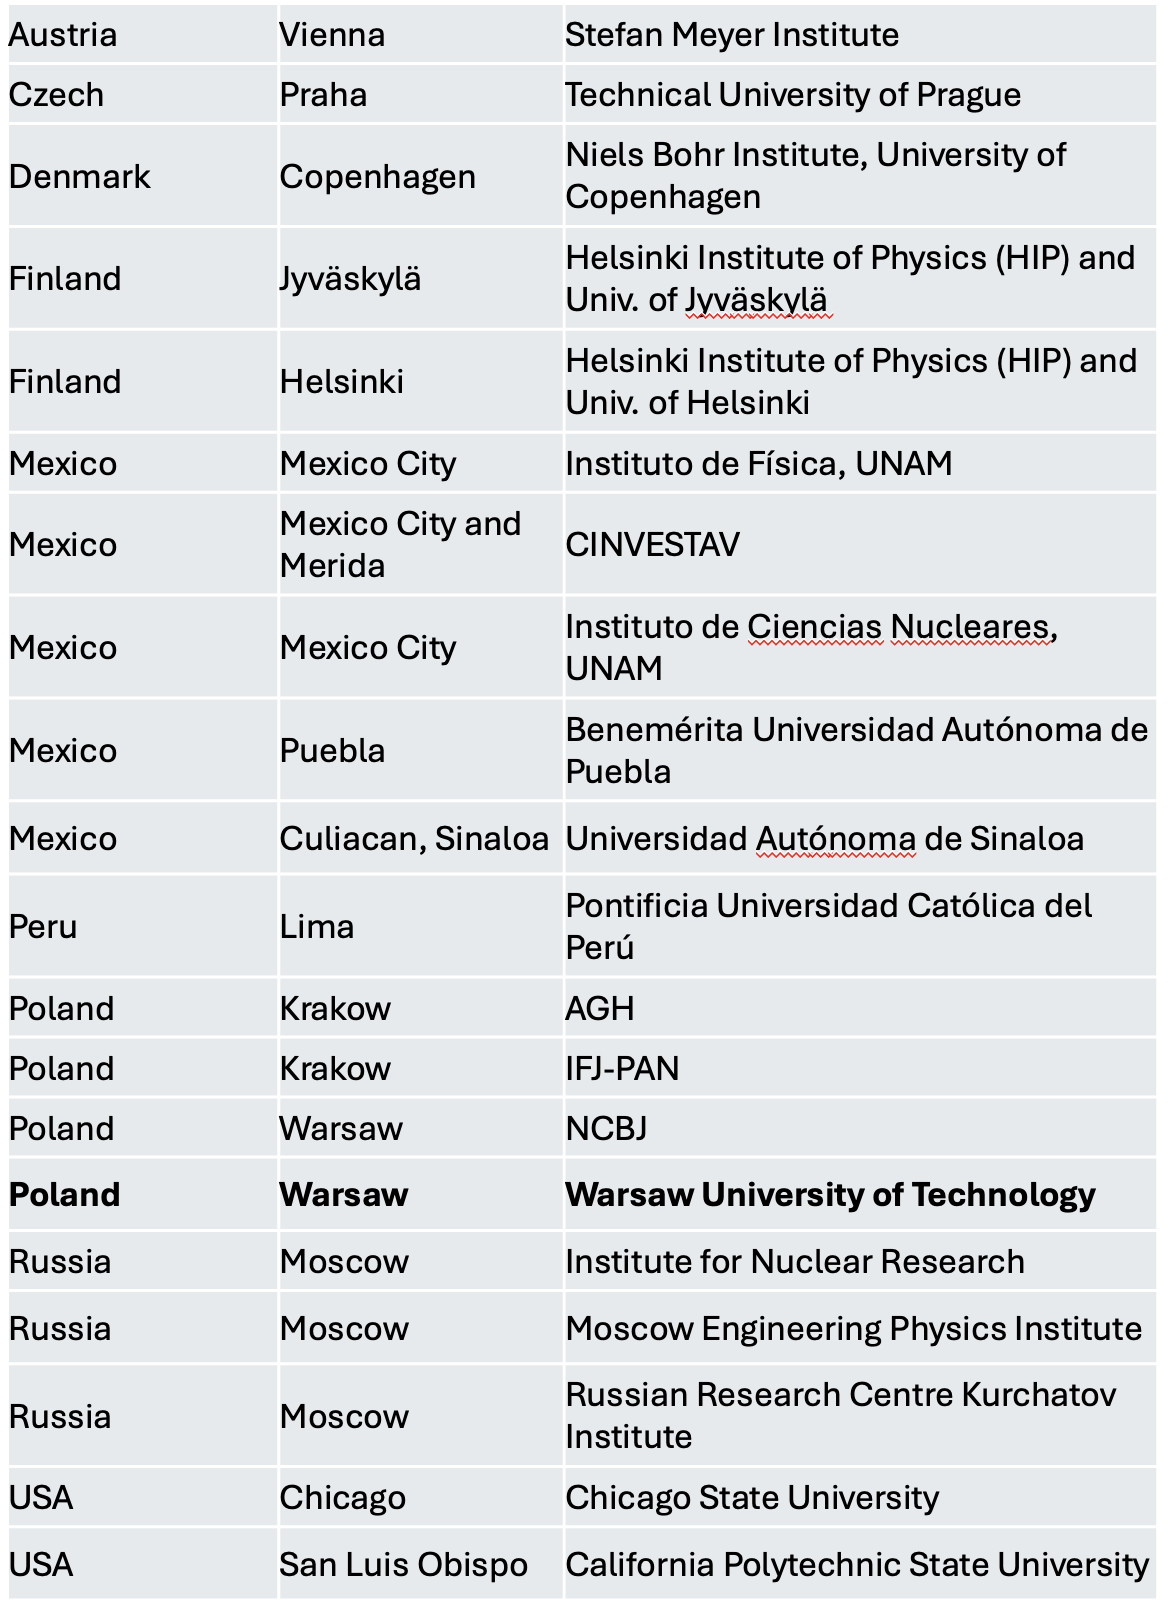 Austria Vienna Stefan Meyer Institute
Czech Praha Technical University of Prague
Denmark Copenhagen Niels Bohr Institute, University of
Copenhagen
Finland Jyväskylä Helsinki Institute of Physics (HIP) and
Univ. of Jyväskylä
Finland Helsinki Helsinki Institute of Physics (HIP) and
Univ. of Helsinki
Mexico Mexico City Instituto de Física, UNAM
Mexico Mexico City and
Merida CINVESTAV
Mexico Mexico City Instituto de Ciencias Nucleares,
UNAM
Mexico Puebla Benemérita Universidad Autónoma de
Puebla
Mexico Culiacan, Sinaloa Universidad Autónoma de Sinaloa
Peru Lima Pontificia Universidad Católica del
Perú
Poland Krakow AGH
Poland Krakow IFJ-PAN
Poland Warsaw NCBJ
Poland Warsaw Warsaw University of Technology
Russia Moscow Institute for Nuclear Research
Russia Moscow Moscow Engineering Physics Institute
Russia Moscow Russian Research Centre Kurchatov
Institute
USA Chicago Chicago State University
USA San Luis Obispo California Polytechnic State University